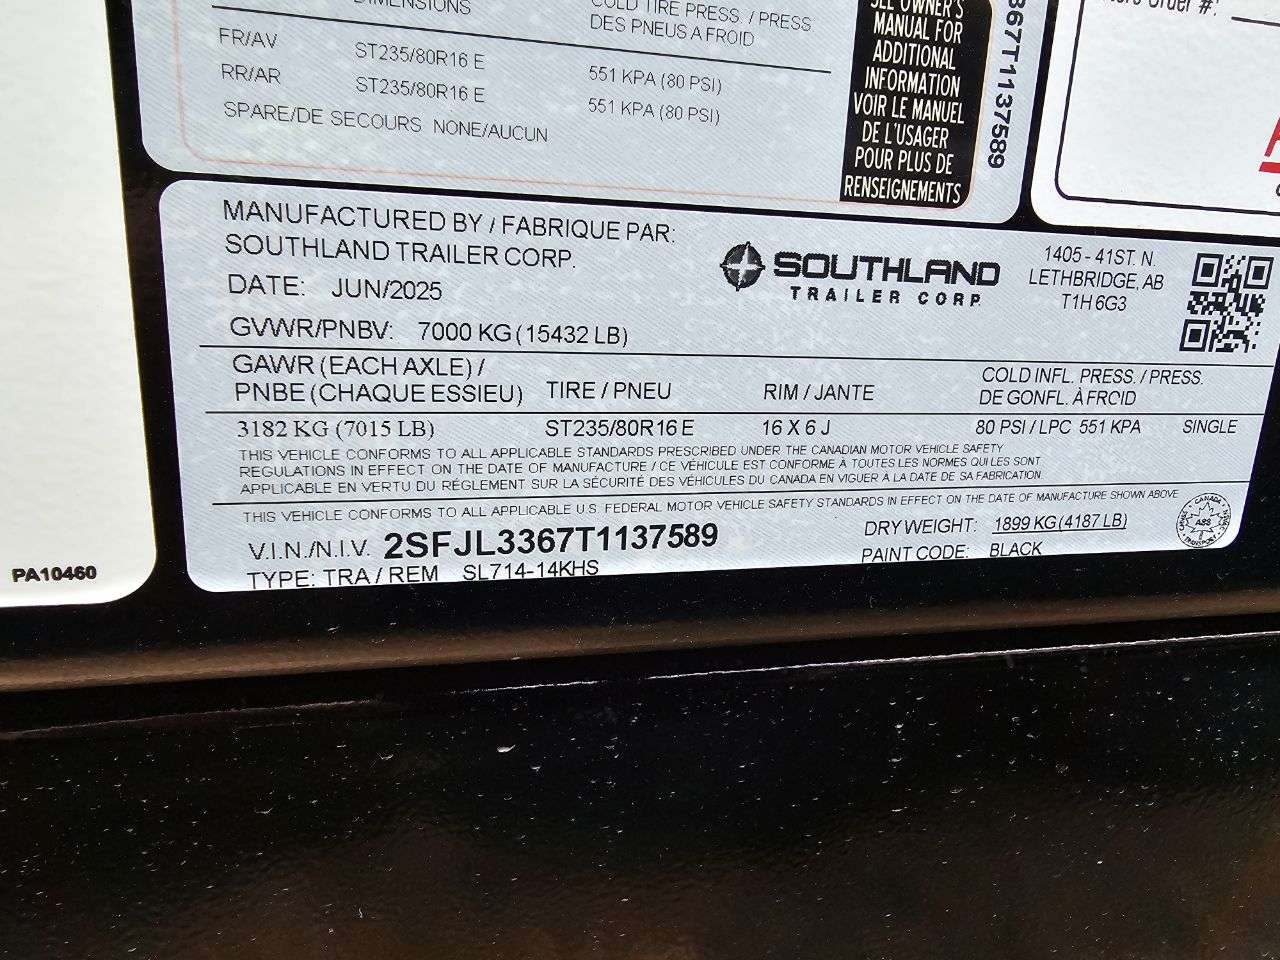 DIMENSIONS
COLD TIRE PRESS. / PRESS
DES PNEUS A FROID
FR/AV ST235/80R16 E 551 KPA (80 PSI)
RR/AR ST235/80R16 E 551 KPA (80 PSI)
SPARE/DE SECOURS NONE/AUCUN
SEE OWNER'S
MANUAL FOR
ADDITIONAL
INFORMATION
VOIR LE MANUEL
DE L'USAGER
POUR PLUS DE
RENSEIGNEMENTS
367T1137589
Order #:
MANUFACTURED BY / FABRIQUE PAR:
SOUTHLAND TRAILER CORP.
DATE: JUN/2025
GVWR/PNBV: 7000 KG (15432 LB)
SOUTHLAND
TRAILER CORP
1405 - 41ST. N.
LETHBRIDGE, AB
T1H 6G3
GAWR (EACH AXLE) /
PNBE (CHAQUE ESSIEU) TIRE / PNEU RIM / JANTE COLD INFL. PRESS. / PRESS.
DE GONFL. À FROID
3182 KG (7015 LB) ST235/80R16 E 16 X 6 J 80 PSI / LPC 551 KPA SINGLE
THIS VEHICLE CONFORMS TO ALL APPLICABLE STANDARDS PRESCRIBED UNDER THE CANADIAN MOTOR VEHICLE SAFETY
REGULATIONS IN EFFECT ON THE DATE OF MANUFACTURE / CE VÉHICULE EST CONFORME À TOUTES LES NORMES QUI LES SONT
APPLICABLE EN VERTU DU RÉGLEMENT SUR LA SÉCURITÉ DES VÉHICULES DU CANADA EN VIGUER À LA DATE DE SA FABRICATION
THIS VEHICLE CONFORMS TO ALL APPLICABLE U.S. FEDERAL MOTOR VEHICLE SAFETY STANDARDS IN EFFECT ON THE DATE OF MANUFACTURE SHOWN ABOVE
V.I.N./N.I.V. 2SFJL3367T1137589 DRY WEIGHT: 1899 KG (4187 LB)
TYPE: TRA / REM SL714-14KHS PAINT CODE: BLACK
CANADA
TRANSPORT
PA10460